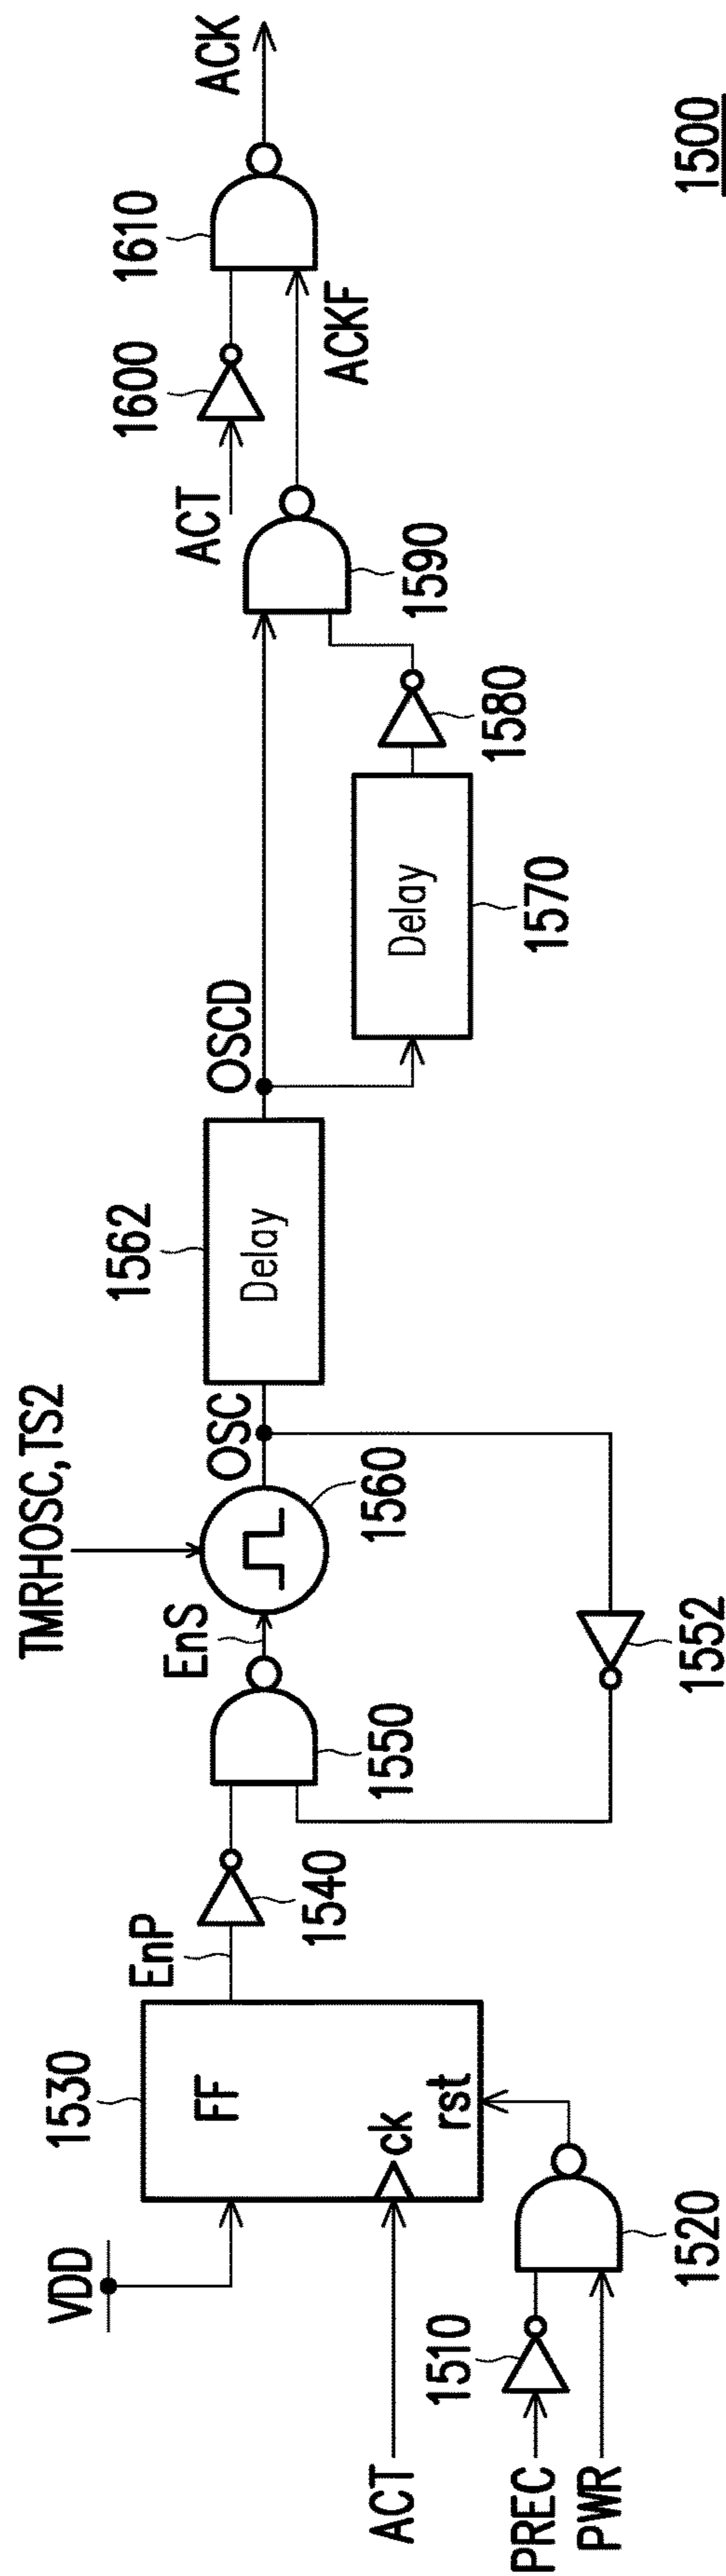 VDD
1530
FF
ck
rst
ACT
PREC
PWR
1510
1520
EnP
1540
1550
EnS
TMRHOSC,TS2
1560
OSC
1552
1562
Delay
OSCD
Delay
1570
1580
1590
ACT
1600
ACKF
1610
ACK
1500